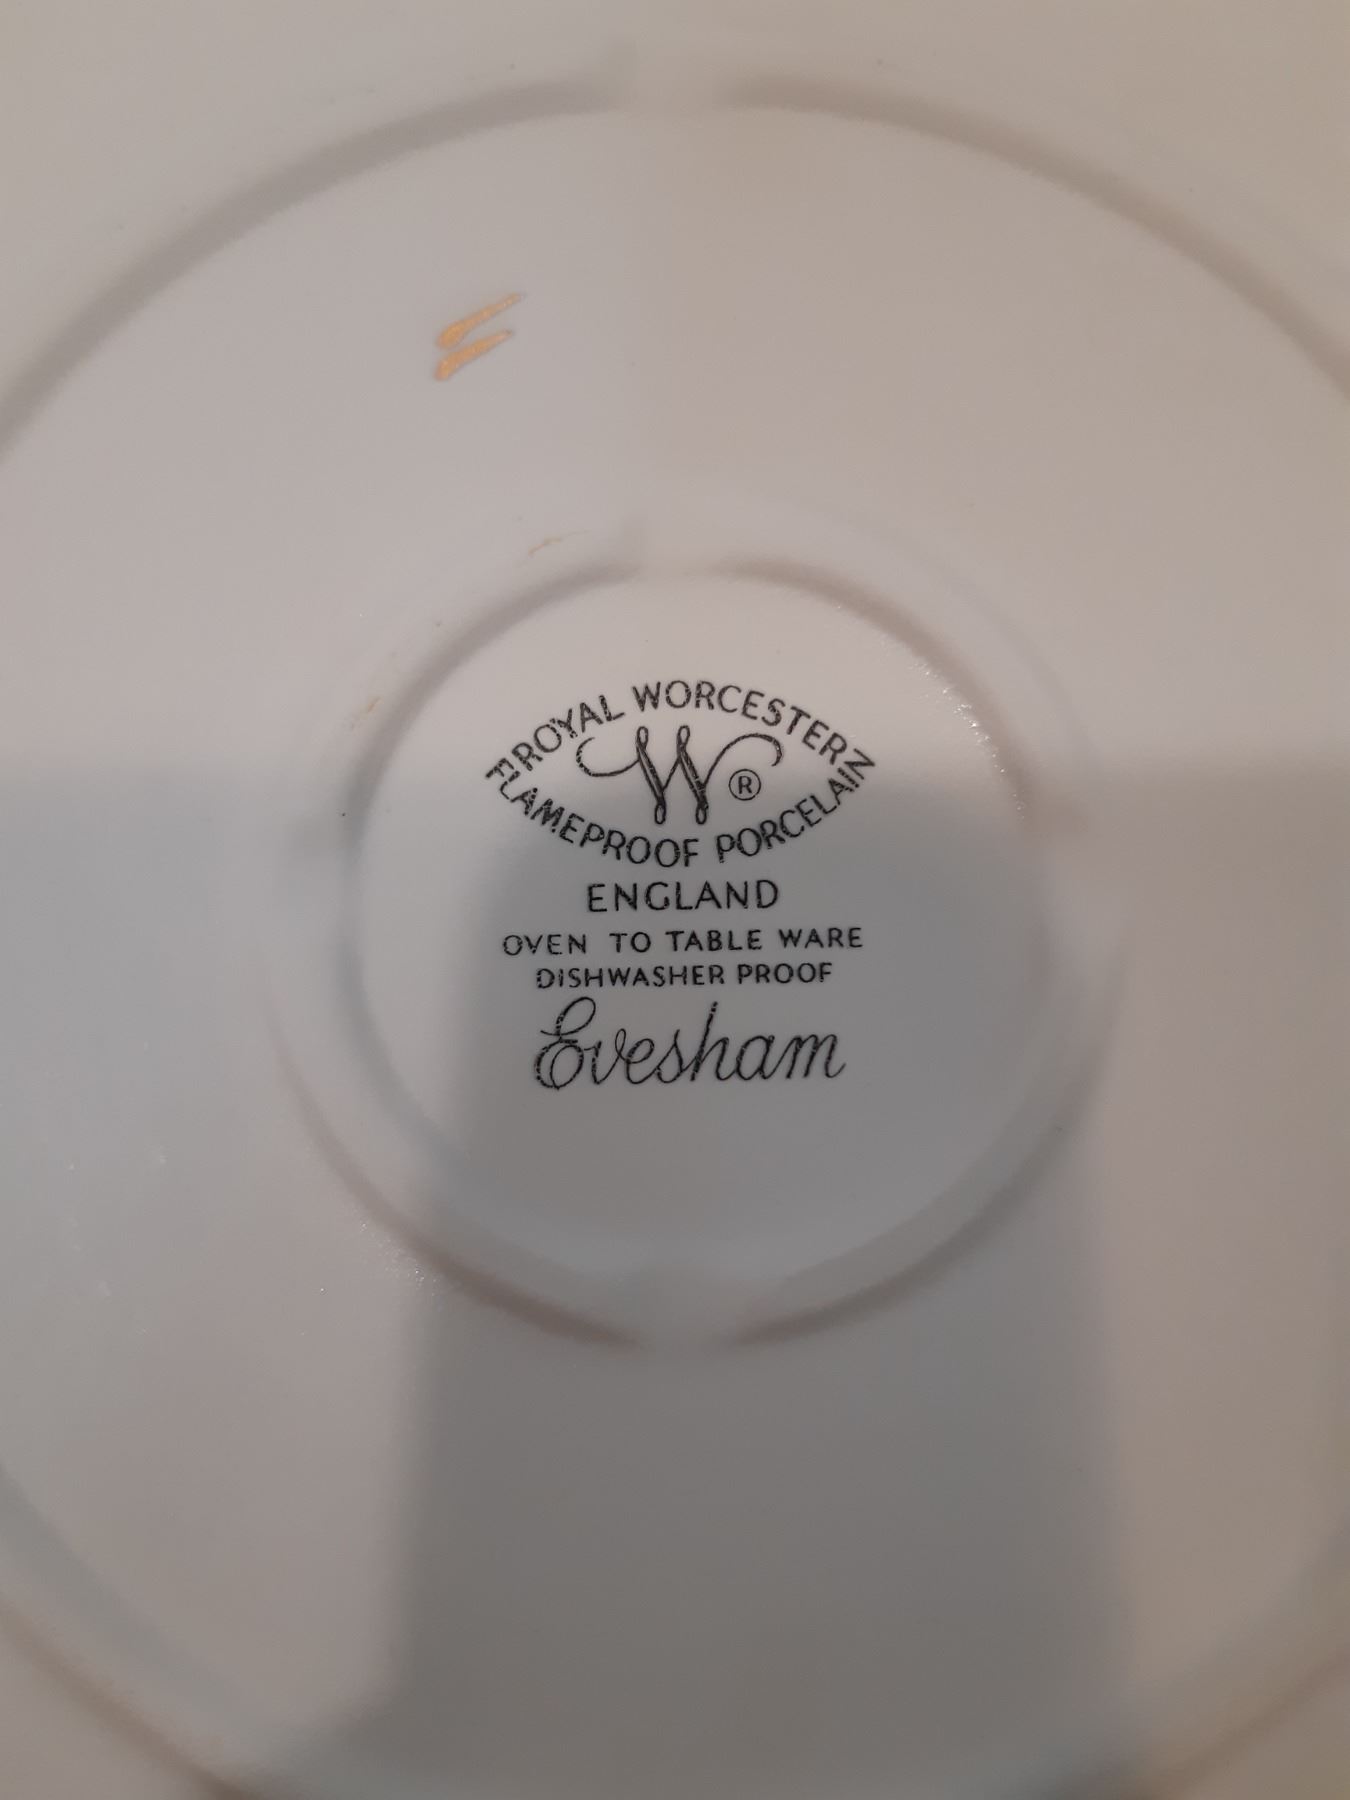 ROYAL WORCESTER
W ®
FLAMEPROOF PORCELAIN
ENGLAND
OVEN TO TABLE WARE
DISHWASHER PROOF
Evesham